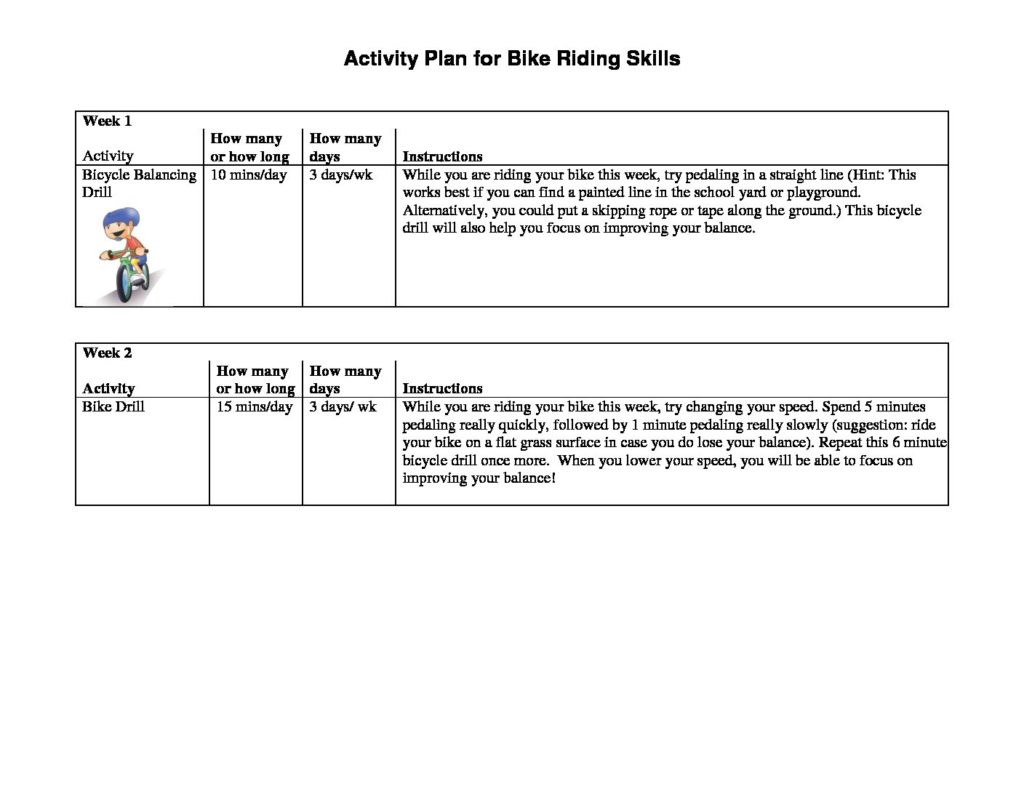 Activity Plan for Bike Riding Skills
Week 1
Activity
How many
or how long
How many
days
Instructions
Bicycle Balancing
Drill
10 mins/day
3 days/wk
While you are riding your bike this week, try pedaling in a straight line (Hint: This
works best if you can find a painted line in the school yard or playground.
Alternatively, you could put a skipping rope or tape along the ground.) This bicycle
drill will also help you focus on improving your balance.
Week 2
Activity
How many
or how long
How many
days
Instructions
Bike Drill
15 mins/day
3 days/ wk
While you are riding your bike this week, try changing your speed. Spend 5 minutes
pedaling really quickly, followed by 1 minute pedaling really slowly (suggestion: ride
your bike on a flat grass surface in case you do lose your balance). Repeat this 6 minute
bicycle drill once more.  When you lower your speed, you will be able to focus on
improving your balance!